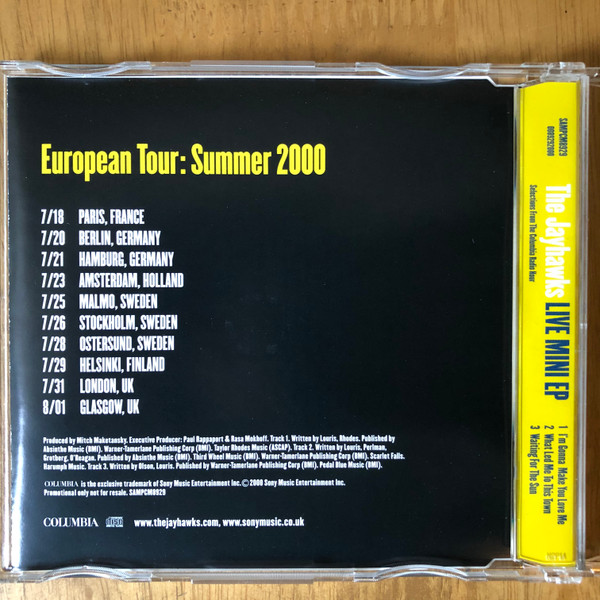 European Tour: Summer 2000
7/18 PARIS, FRANCE
7/20 BERLIN, GERMANY
7/21 HAMBURG, GERMANY
7/23 AMSTERDAM, HOLLAND
7/25 MALMO, SWEDEN
7/26 STOCKHOLM, SWEDEN
7/28 OSTERSUND, SWEDEN
7/29 HELSINKI, FINLAND
7/31 LONDON, UK
8/01 GLASGOW, UK
Produced by Mitch Maketansky. Executive Producer: Paul Rappaport & Rasa Mokhoff. Track 1. Written by Louris, Rhodes. Published by
Absinthe Music (BMI). Warner-Tamerlane Publishing Corp (BMI). Taylor Rhodes Music (ASCAP). Track 2. Written by Louris, Perlman,
Grotberg, O'Reagan. Published by Absinthe Music (BMI). Third Wheel Music (BMI). Warner-Tamerlane Publishing Corp (BMI). Scarlet Falls.
Harumph Music. Track 3. Written by Olson, Louris. Published by Warner-Tamerlane Publishing Corp (BMI). Pedal Blue Music (BMI).
COLUMBIA is the exclusive trademark of Sony Music Entertainment Inc. © 2000 Sony Music Entertainment Inc.
Promotional only not for resale. SAMPCM8929
COLUMBIA disc www.thejayhawks.com, www.sonymusic.co.uk
SAMPCM8929
The Jayhawks LIVE MINI EP
Selections From The Columbia Radio Hour
1 I'm Gonna Make You Love Me
2 What Led Me To This Town
3 Waiting For The Sun